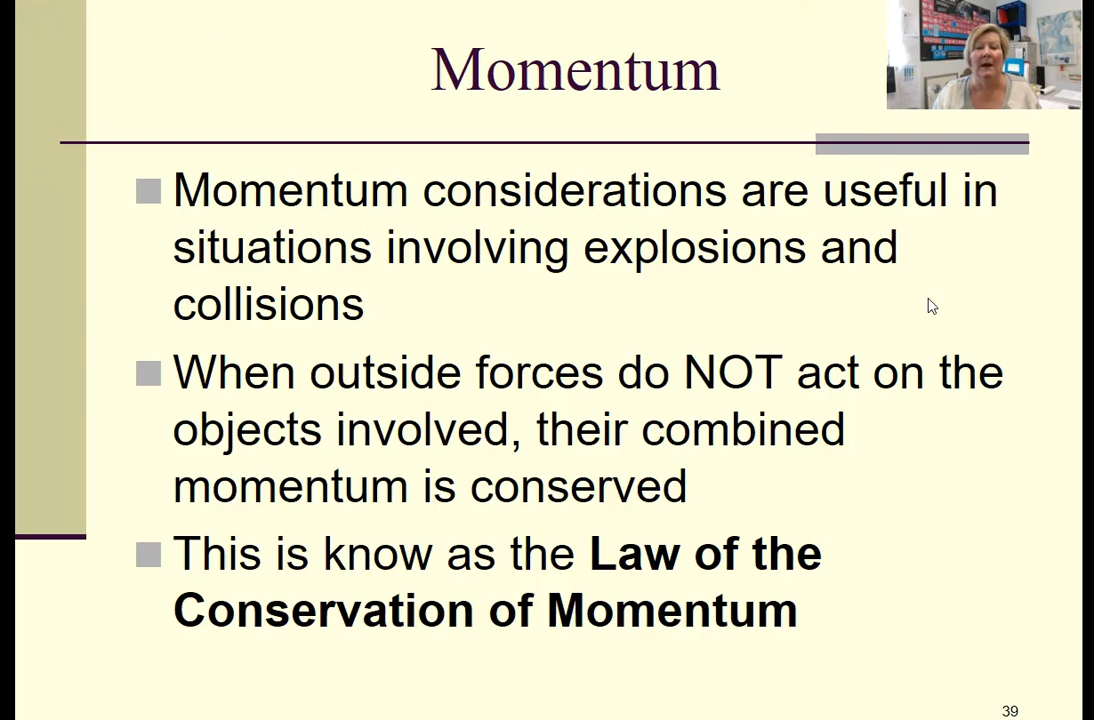 Momentum
Momentum considerations are useful in
situations involving explosions and
collisions
When outside forces do NOT act on the
objects involved, their combined
momentum is conserved
This is know as the Law of the
Conservation of Momentum
39